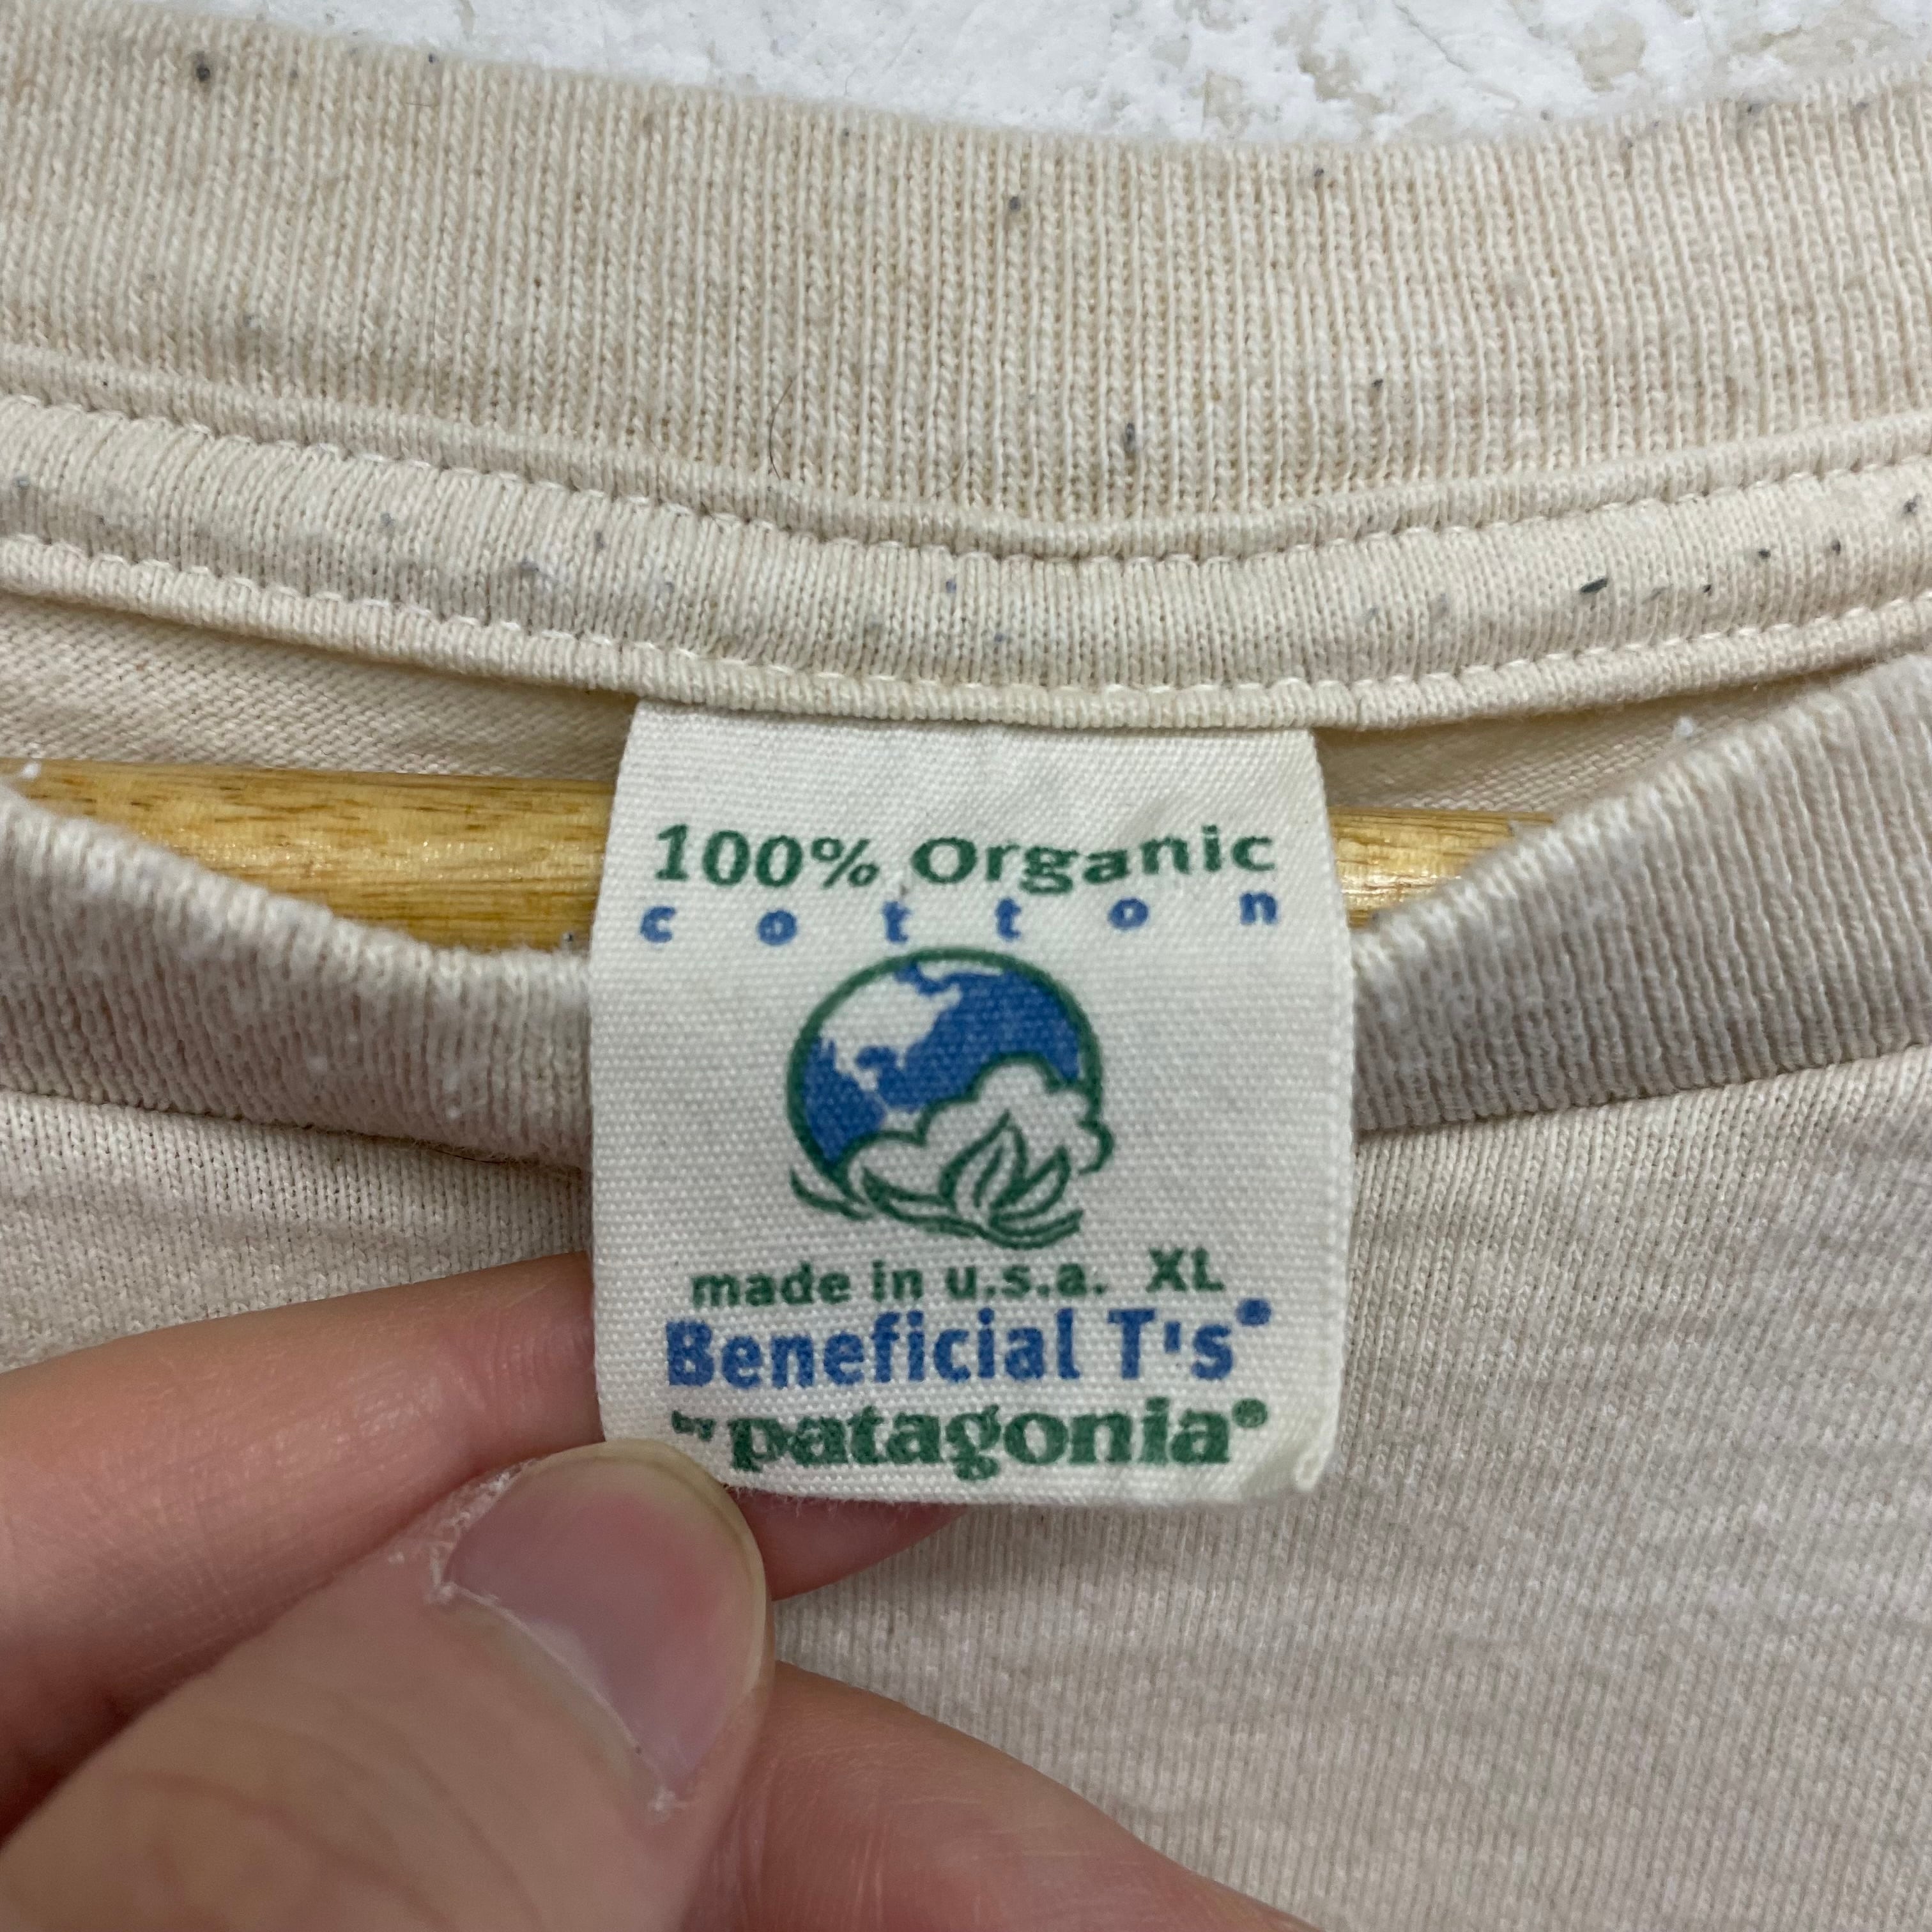 100% Organic
cotton
made in u.s.a. XL
Beneficial T's®
by patagonia®